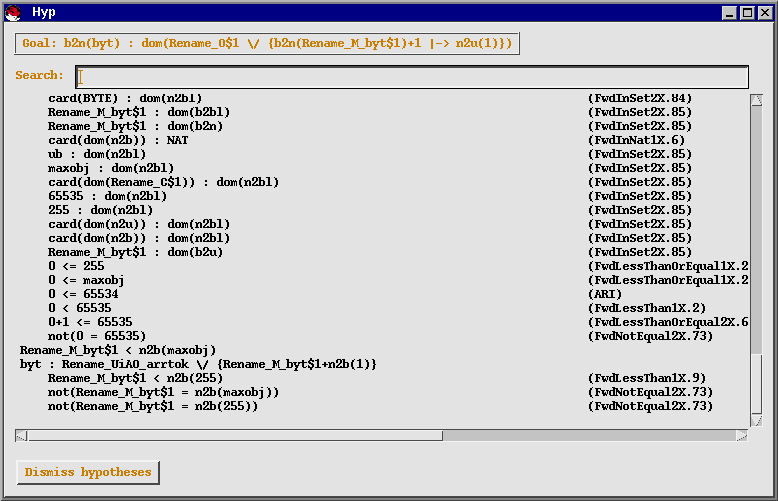 Hyp
Goal: b2n(byt) : dom(Rename_O$1 \/ {b2n(Rename_M_byt$1)+1 |-> n2u(1)})
Search:
card(BYTE) : dom(n2bl) (FwdInSet2X.84)
Rename_M_byt$1 : dom(b2bl) (FwdInSet2X.85)
Rename_M_byt$1 : dom(b2n) (FwdInSet2X.85)
card(dom(n2b)) : NAT (FwdInNat1X.6)
ub : dom(n2bl) (FwdInSet2X.85)
maxobj : dom(n2bl) (FwdInSet2X.85)
card(dom(Rename_C$1)) : dom(n2bl) (FwdInSet2X.85)
65535 : dom(n2bl) (FwdInSet2X.85)
255 : dom(n2bl) (FwdInSet2X.85)
card(dom(n2u)) : dom(n2bl) (FwdInSet2X.85)
card(dom(n2b)) : dom(n2bl) (FwdInSet2X.85)
Rename_M_byt$1 : dom(b2u) (FwdInSet2X.85)
0 <= 255 (FwdLessThanOrEqual1X.2
0 <= maxobj (FwdLessThanOrEqual1X.2
0 <= 65534 (ARI)
0 < 65535 (FwdLessThan1X.2)
0+1 <= 65535 (FwdLessThanOrEqual2X.6
not(0 = 65535) (FwdNotEqual2X.73)
Rename_M_byt$1 < n2b(maxobj)
byt : Rename_UiAO_arrtok \/ {Rename_M_byt$1+n2b(1)}
Rename_M_byt$1 < n2b(255) (FwdLessThan1X.9)
not(Rename_M_byt$1 = n2b(maxobj)) (FwdNotEqual2X.73)
not(Rename_M_byt$1 = n2b(255)) (FwdNotEqual2X.73)
Dismiss hypotheses